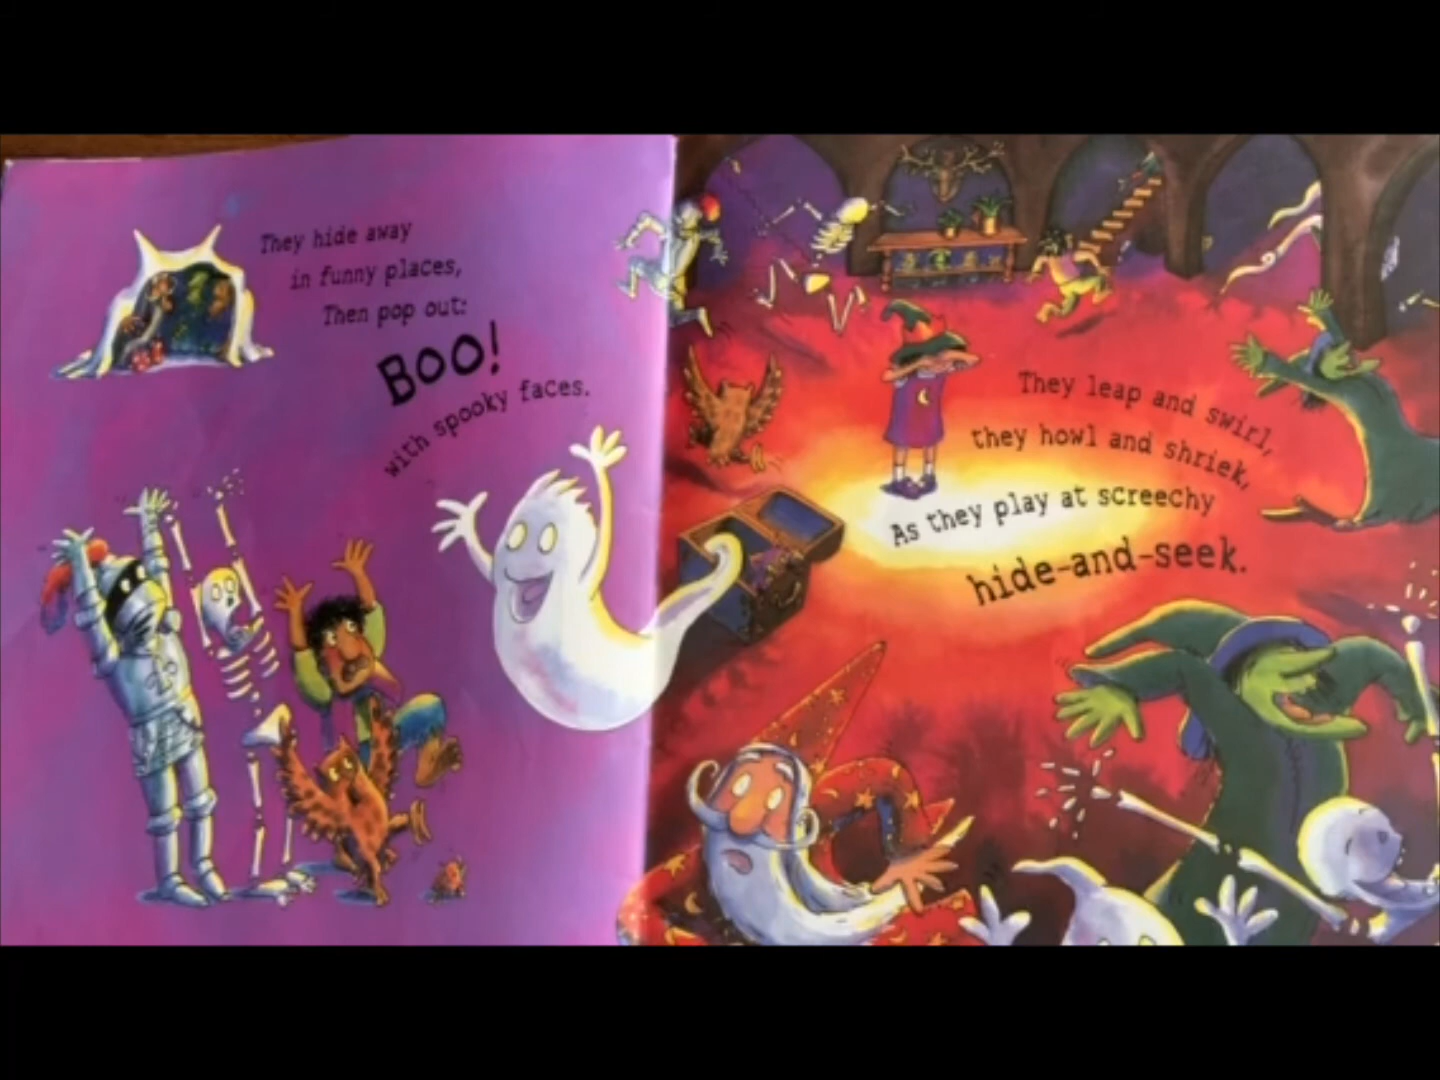 They hide away
in funny places,
Then pop out:
BOO!
with spooky faces.
They leap and swirl,
they howl and shriek,
As they play at screechy
hide-and-seek.